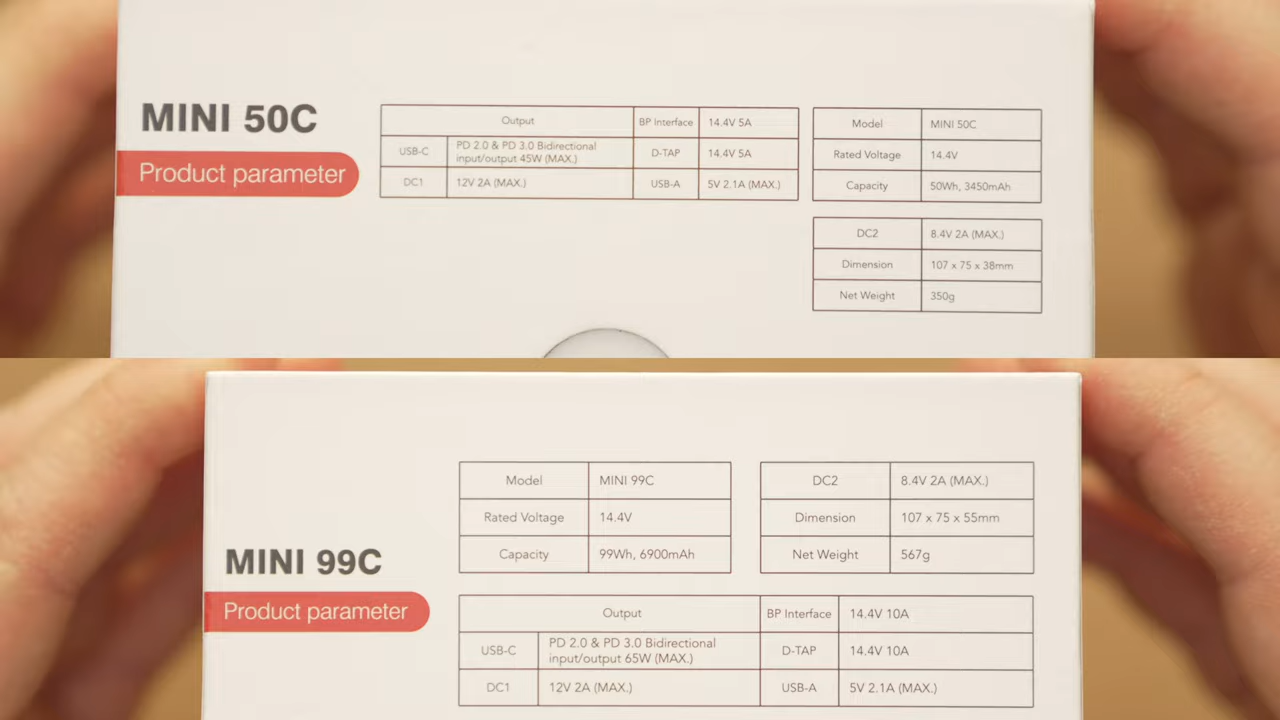 MINI 50C
Product parameter
Output
BP Interface
14.4V 5A
USB-C
PD 2.0 & PD 3.0 Bidirectional
input/output 45W (MAX.)
D-TAP
14.4V 5A
DC1
12V 2A (MAX.)
USB-A
5V 2.1A (MAX.)
Model
MINI 50C
Rated Voltage
14.4V
Capacity
50Wh, 3450mAh
DC2
8.4V 2A (MAX.)
Dimension
107 x 75 x 38mm
Net Weight
350g
MINI 99C
Product parameter
Model
MINI 99C
Rated Voltage
14.4V
Capacity
99Wh, 6900mAh
DC2
8.4V 2A (MAX.)
Dimension
107 x 75 x 55mm
Net Weight
567g
Output
BP Interface
14.4V 10A
USB-C
PD 2.0 & PD 3.0 Bidirectional
input/output 65W (MAX.)
D-TAP
14.4V 10A
DC1
12V 2A (MAX.)
USB-A
5V 2.1A (MAX.)